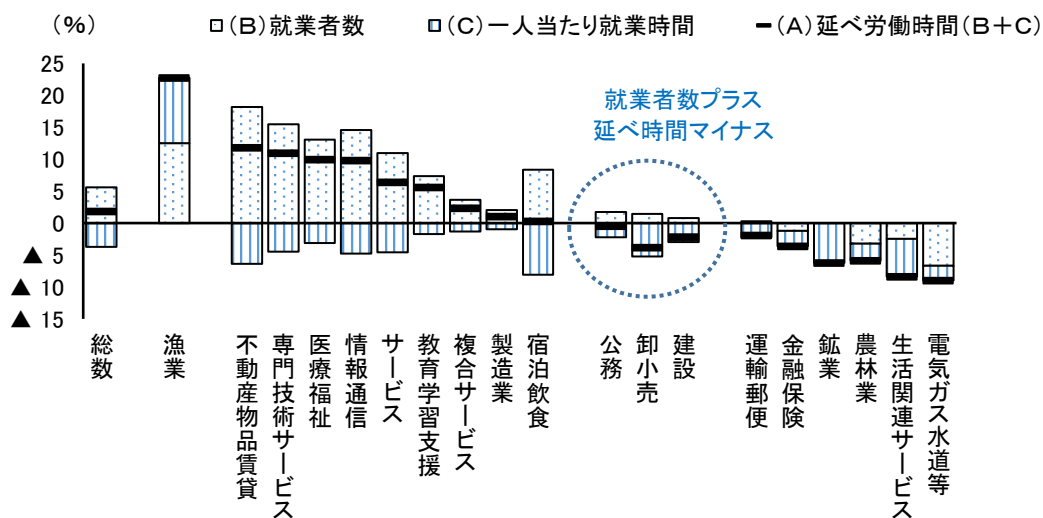 (%)
(B)就業者数
(C)一人当たり就業時間
(A)延べ労働時間(B+C)
25
20
15
10
5
0
▲ 5
▲ 10
▲ 15
就業者数プラス
延べ時間マイナス
総数
漁業
不動産物品賃貸
専門技術サービス
医療福祉
情報通信
サービス
教育学習支援
複合サービス
製造業
宿泊飲食
公務
卸小売
建設
運輸郵便
金融保険
鉱業
農林業
生活関連サービス
電気ガス水道等